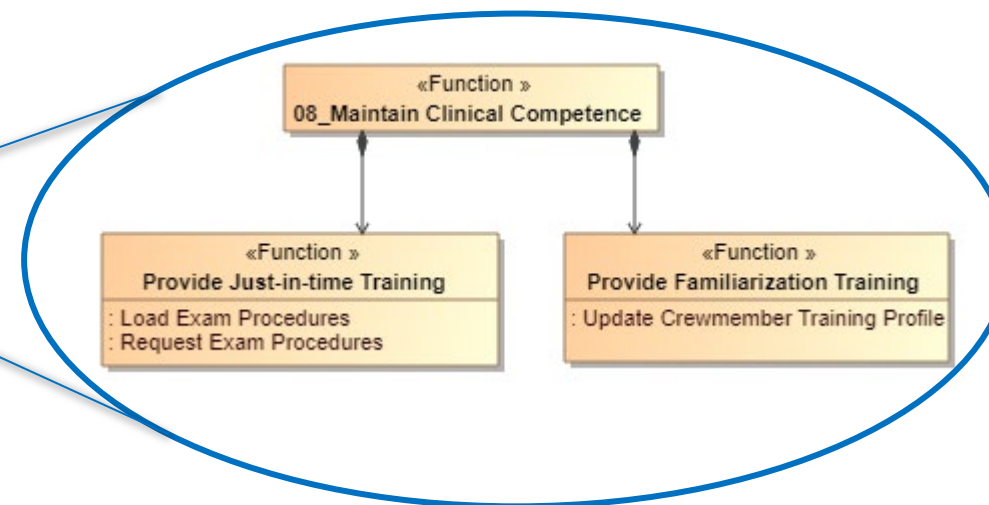 «Function »
08_Maintain Clinical Competence
«Function »
Provide Just-in-time Training
: Load Exam Procedures
: Request Exam Procedures
«Function »
Provide Familiarization Training
: Update Crewmember Training Profile